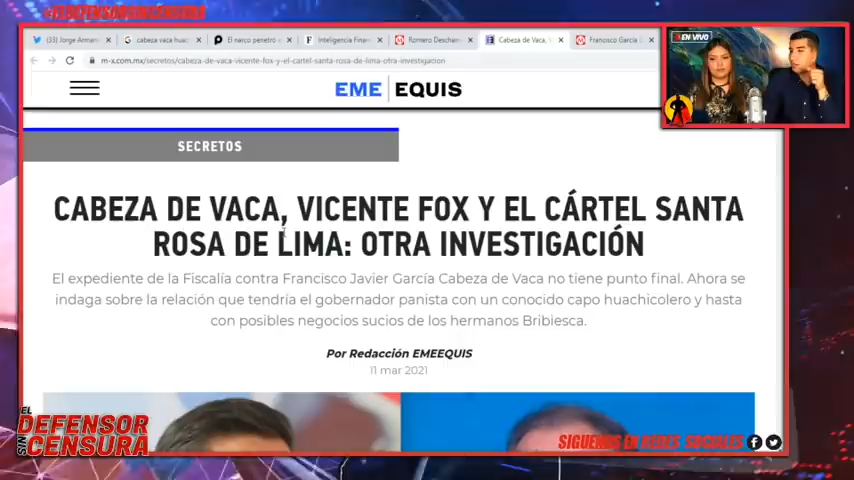 (33) Jorge Arman
cabeza vaca huac
El narco penetró
Inteligencia Finan
Romero Descham
Cabeza de Vaca, V
Francisco García
EN VIVO
m-x.com.mx/secretos/cabeza-de-vaca-vicente-fox-y-el-cartel-santa-rosa-de-lima-otra-investigacion
EME EQUIS
SECRETOS
CABEZA DE VACA, VICENTE FOX Y EL CÁRTEL SANTA
ROSA DE LIMA: OTRA INVESTIGACIÓN
El expediente de la Fiscalía contra Francisco Javier García Cabeza de Vaca no tiene punto final. Ahora se
indaga sobre la relación que tendría el gobernador panista con un conocido capo huachicolero y hasta
con posibles negocios sucios de los hermanos Bribiesca.
Por Redacción EMEEQUIS
11 mar 2021
EL
DEFENSOR
SIN CENSURA
SIGUENOS EN REDES SOCIALES